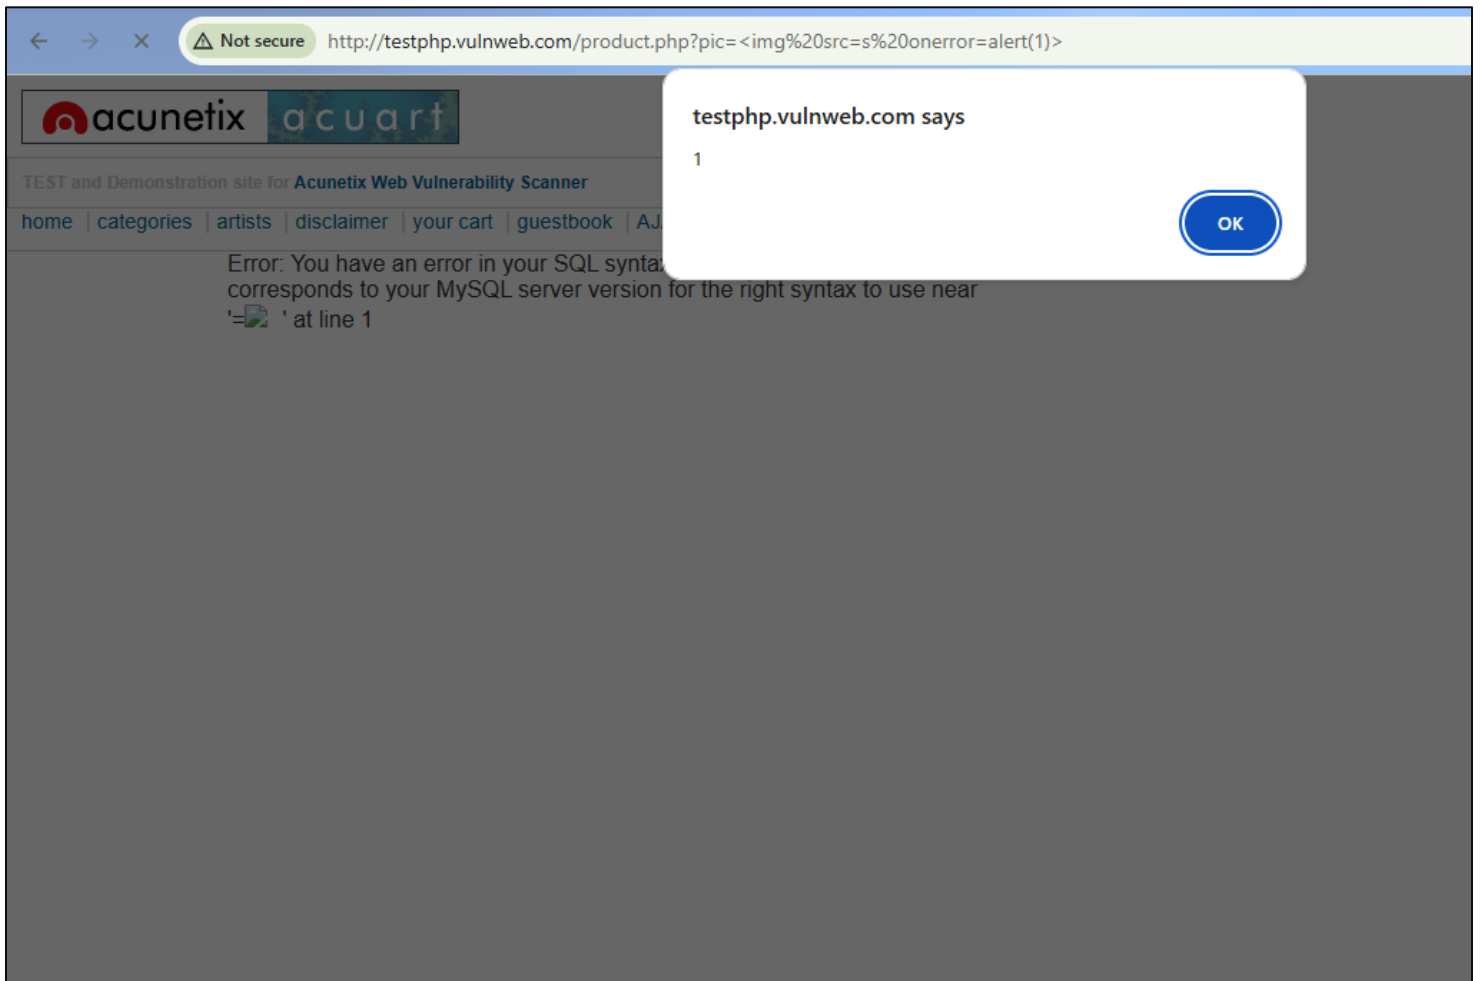 Not secure http://testphp.vulnweb.com/product.php?pic=<img%20src=s%20onerror=alert(1)>
acunetix acuart
testphp.vulnweb.com says
1
OK
TEST and Demonstration site for Acunetix Web Vulnerability Scanner
home | categories | artists | disclaimer | your cart | guestbook | AJ
Error: You have an error in your SQL synta
corresponds to your MySQL server version for the right syntax to use near
'= ' at line 1